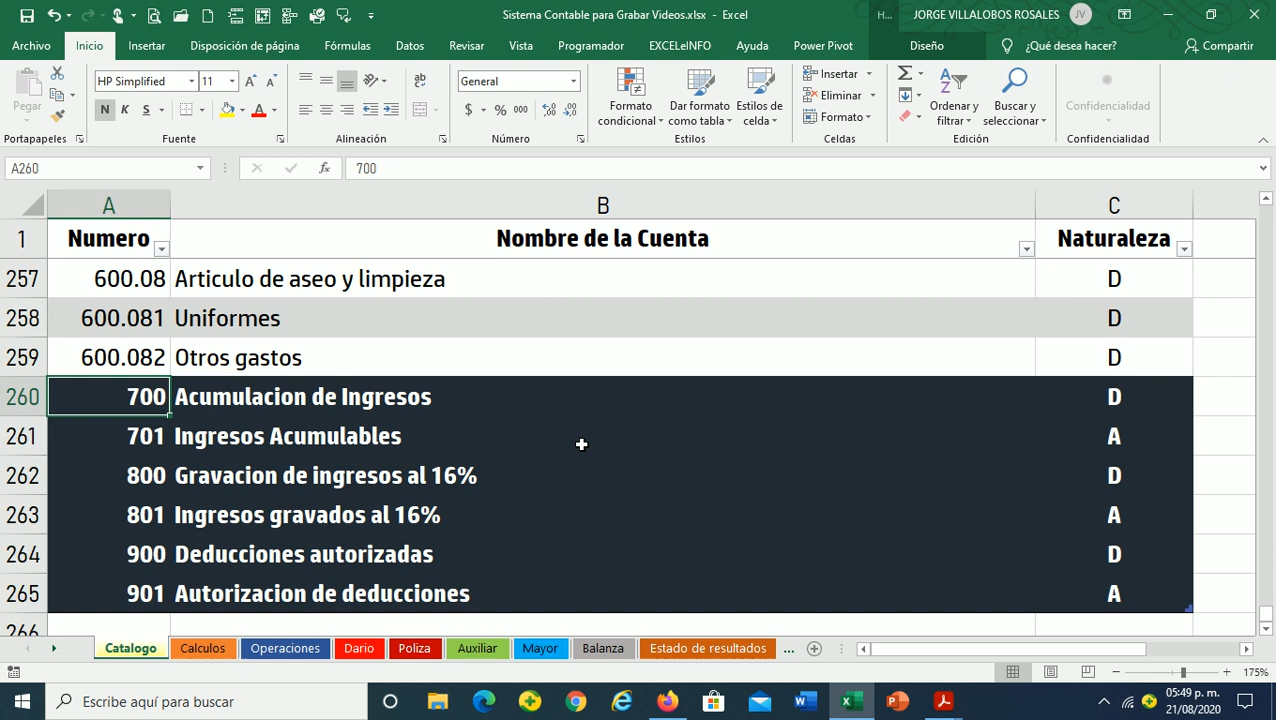 Sistema Contable para Grabar Videos.xlsx - Excel
H...
JORGE VILLALOBOS ROSALES
JV
Archivo Inicio Insertar Disposición de página Fórmulas Datos Revisar Vista Programador EXCELeINFO Ayuda Power Pivot Diseño ¿Qué desea hacer? Compartir
Pegar
HP Simplified 11
N K S
General
$ % 000
Formato condicional
Dar formato como tabla
Estilos de celda
Insertar
Eliminar
Formato
Ordenar y filtrar
Buscar y seleccionar
Confidencialidad
Portapapeles Fuente Alineación Número Estilos Celdas Edición Confidencialidad
A260 fx 700
A B C
1 Numero Nombre de la Cuenta Naturaleza
257 600.08 Articulo de aseo y limpieza D
258 600.081 Uniformes D
259 600.082 Otros gastos D
260 700 Acumulacion de Ingresos D
261 701 Ingresos Acumulables A
262 800 Gravacion de ingresos al 16% D
263 801 Ingresos gravados al 16% A
264 900 Deducciones autorizadas D
265 901 Autorizacion de deducciones A
266
Catalogo Calculos Operaciones Dario Poliza Auxiliar Mayor Balanza Estado de resultados ...
175%
Escribe aquí para buscar
05:49 p. m.
21/08/2020